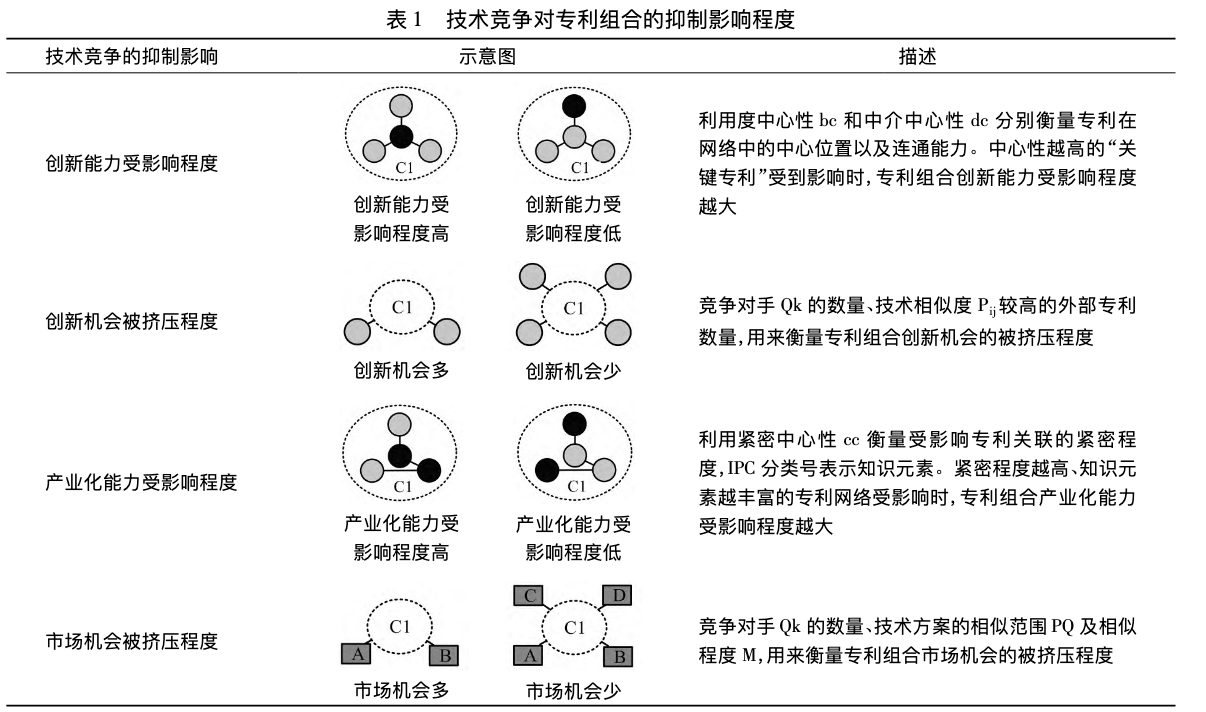 表 1 技术竞争对专利组合的抑制影响程度
技术竞争的抑制影响 示意图 描述
创新能力受影响程度
C1
创新能力受
影响程度高
C1
创新能力受
影响程度低
利用度中心性 bc 和中介中心性 dc 分别衡量专利在
网络中的中心位置以及连通能力。中心性越高的“关
键专利”受到影响时,专利组合创新能力受影响程度
越大
创新机会被挤压程度
C1
创新机会多
C1
创新机会少
竞争对手 Qk 的数量、技术相似度 Pij较高的外部专利
数量,用来衡量专利组合创新机会的被挤压程度
产业化能力受影响程度
C1
产业化能力受
影响程度高
C1
产业化能力受
影响程度低
利用紧密中心性 cc 衡量受影响专利关联的紧密程
度,IPC 分类号表示知识元素。紧密程度越高、知识元
素越丰富的专利网络受影响时,专利组合产业化能力
受影响程度越大
市场机会被挤压程度
C1
A B
市场机会多
C D
C1
A B
市场机会少
竞争对手 Qk 的数量、技术方案的相似范围 PQ 及相似
程度 M,用来衡量专利组合市场机会的被挤压程度